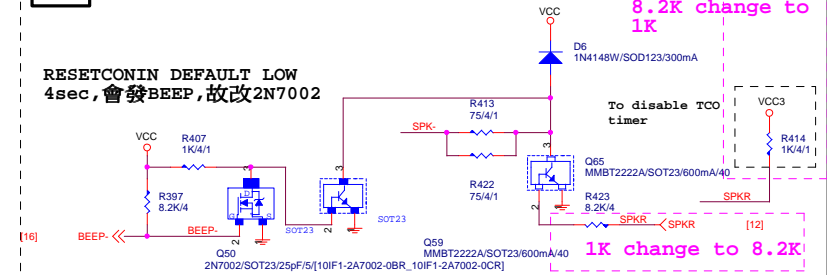 8.2K change to
1K
VCC
D6
1N4148W/SOD123/300mA
RESETCONIN DEFAULT LOW
4sec,會發BEEP,故改2N7002
R413
75/4/1
To disable TCO
timer
VCC3
SPK-
VCC
R407
1K/4/1
R414
1K/4/1
3
3
Q65
MMBT2222A/SOT23/600mA/40
R422
75/4/1
R397
8.2K/4
D
G
S
R423
8.2K/4
SPKR
1
2
SOT23
SOT23
2
1
2
1
SPKR
SPKR
[12]
[16]
BEEP-
BEEP-
Q50
2N7002/SOT23/25pF/5/[10IF1-2A7002-0BR_10IF1-2A7002-0CR]
Q59
MMBT2222A/SOT23/600mA/40
1K change to 8.2K